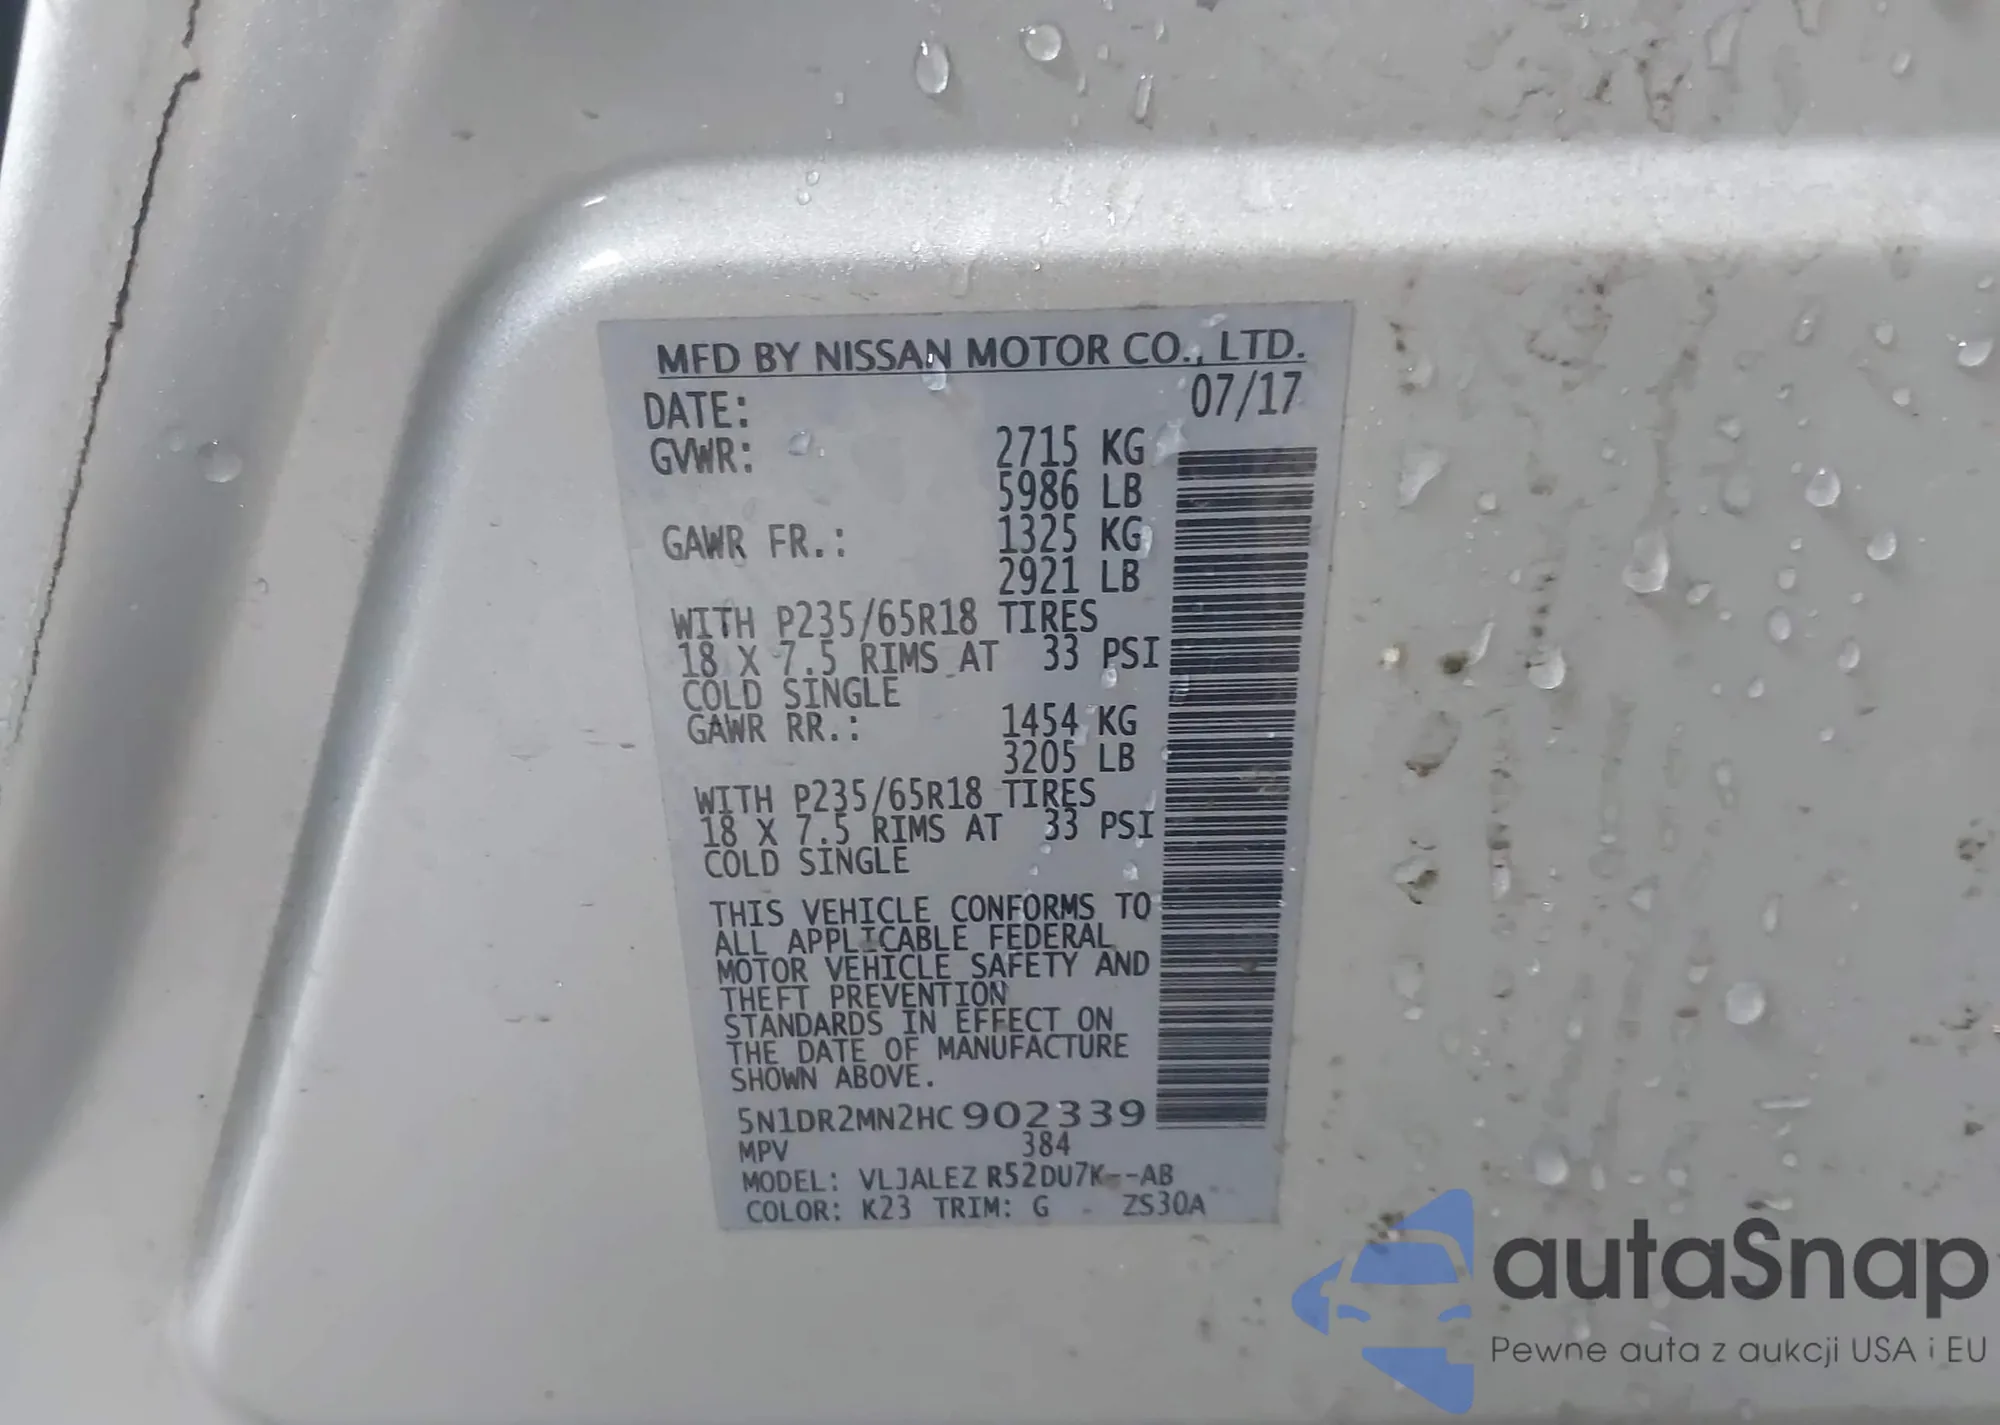 MFD BY NISSAN MOTOR CO., LTD.
DATE: 07/17
GVWR: 2715 KG
5986 LB
GAWR FR.: 1325 KG
2921 LB
WITH P235/65R18 TIRES
18 X 7.5 RIMS AT 33 PSI
COLD SINGLE
GAWR RR.: 1454 KG
3205 LB
WITH P235/65R18 TIRES
18 X 7.5 RIMS AT 33 PSI
COLD SINGLE
THIS VEHICLE CONFORMS TO
ALL APPLICABLE FEDERAL
MOTOR VEHICLE SAFETY AND
THEFT PREVENTION
STANDARDS IN EFFECT ON
THE DATE OF MANUFACTURE
SHOWN ABOVE.
5N1DR2MN2HC902339
MPV 384
MODEL: VLJALEZ R52DU7K--AB
COLOR: K23 TRIM: G - ZS30A
autaSnap
Pewne auta z aukcji USA i EU